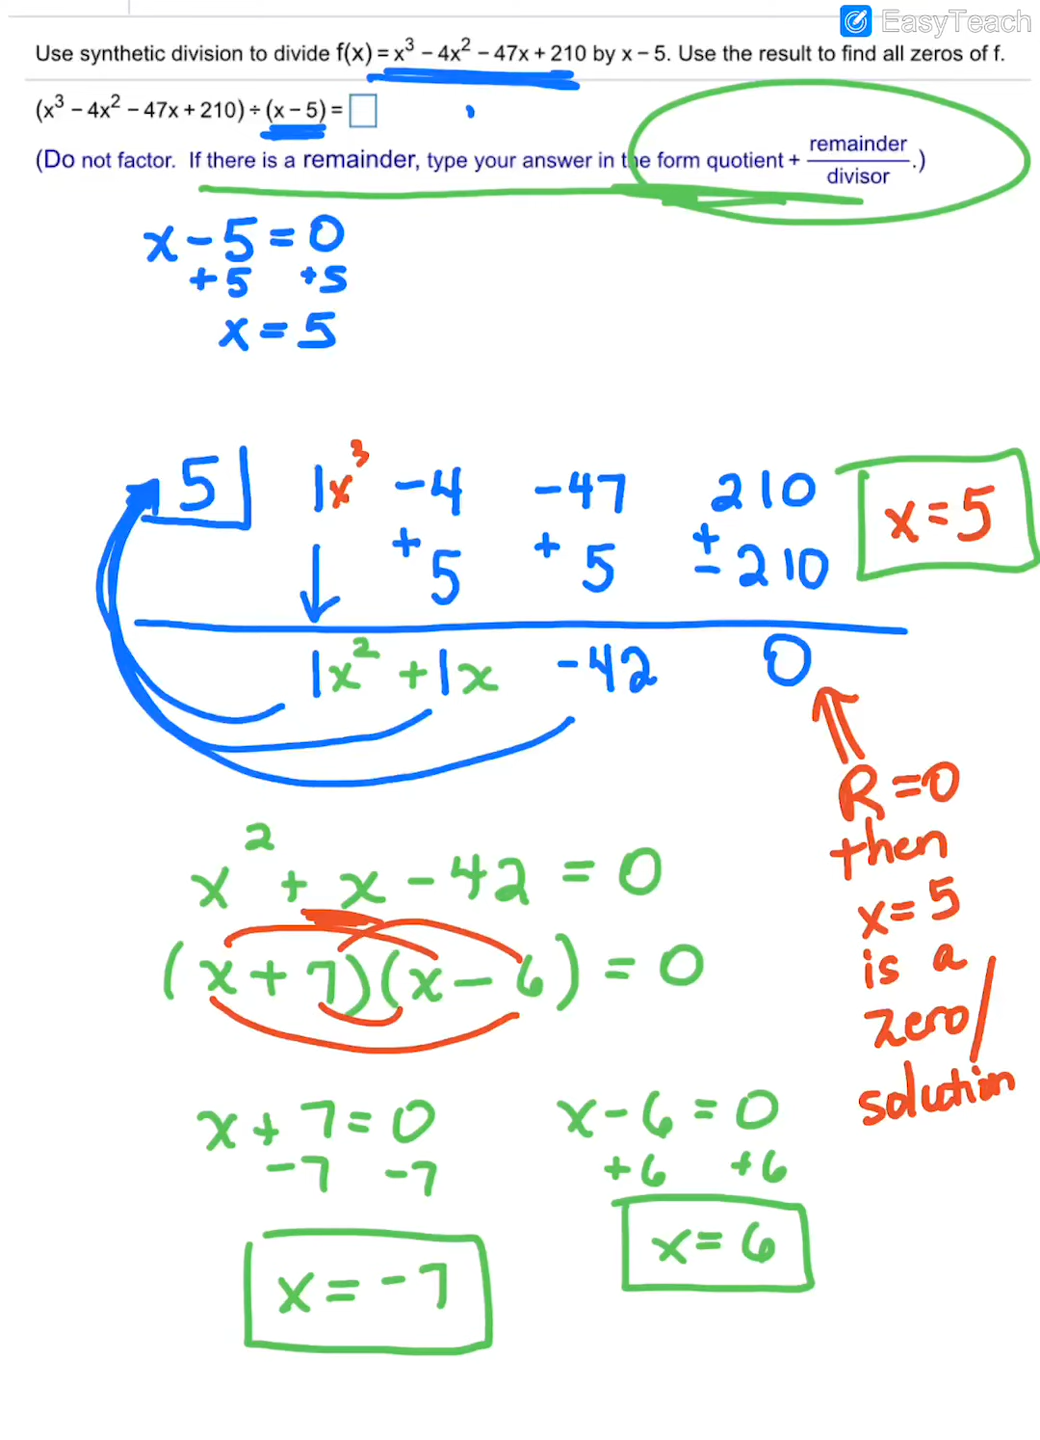 EasyTeach
Use synthetic division to divide f(x) = x³ − 4x² − 47x + 210 by x − 5. Use the result to find all zeros of f.
(x³ − 4x² − 47x + 210) ÷ (x − 5) =
(Do not factor. If there is a remainder, type your answer in the form quotient + remainder/divisor.)
x − 5 = 0
+5 +5
x = 5
5 1x³ −4 −47 210
+5 +5 ± −210
1x² +1x −42 0
x = 5
R = 0
then
x = 5
is a
zero/
solution
x² + x − 42 = 0
(x + 7)(x − 6) = 0
x + 7 = 0
−7 −7
x = −7
x − 6 = 0
+6 +6
x = 6